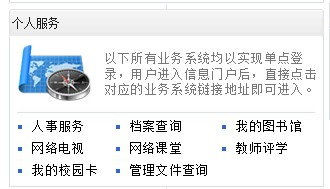 个人服务
以下所有业务系统均以实现单点登
录，用户进入信息门户后，直接点击
对应的业务系统链接地址即可进入。
人事服务 档案查询 我的图书馆
网络电视 网络课堂 教师评学
我的校园卡 管理文件查询